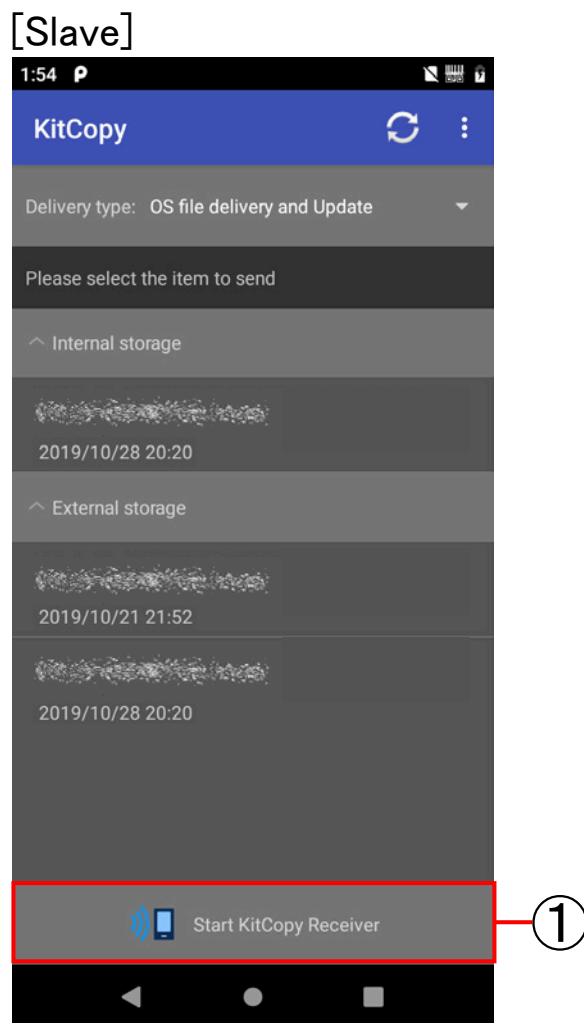 [Slave]
1:54
KitCopy
Delivery type: OS file delivery and Update
Please select the item to send
Internal storage
2019/10/28 20:20
External storage
2019/10/21 21:52
2019/10/28 20:20
Start KitCopy Receiver
①